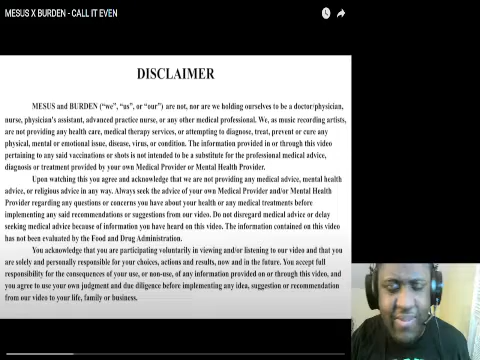 MESUS X BURDEN - CALL IT EVEN
DISCLAIMER
MESUS and BURDEN (“we”, “us”, or “our”) are not, nor are we holding ourselves to be a doctor/physician,
nurse, physician's assistant, advanced practice nurse, or any other medical professional. We, as music recording artists,
are not providing any health care, medical therapy services, or attempting to diagnose, treat, prevent or cure any
physical, mental or emotional issue, disease, virus, or condition. The information provided in or through this video
pertaining to any said vaccinations or shots is not intended to be a substitute for the professional medical advice,
diagnosis or treatment provided by your own Medical Provider or Mental Health Provider.
Upon watching this you agree and acknowledge that we are not providing any medical advice, mental health
advice, or religious advice in any way. Always seek the advice of your own Medical Provider and/or Mental Health
Provider regarding any questions or concerns you have about your health or any medical treatments before
implementing any said recommendations or suggestions from our video. Do not disregard medical advice or delay
seeking medical advice because of information you have heard on this video. The information contained on this video
has not been evaluated by the Food and Drug Administration.
You acknowledge that you are participating voluntarily in viewing and/or listening to our video and that you
are solely and personally responsible for your choices, actions and results, now and in the future. You accept full
responsibility for the consequences of your use, or non-use, of any information provided on or through this video, and
you agree to use your own judgment and due diligence before implementing any idea, suggestion or recommendation
from our video to your life, family or business.